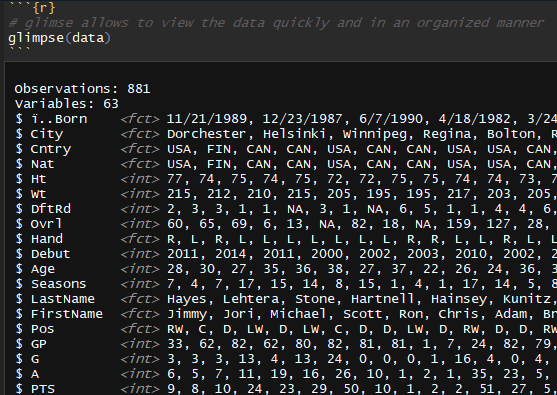 ```{r}
# glimse allows to view the data quickly and in an organized manner
glimpse(data)
```
Observations: 881
Variables: 63
$ ï..Born <fct> 11/21/1989, 12/23/1987, 6/7/1990, 4/18/1982, 3/24
$ City <fct> Dorchester, Helsinki, Winnipeg, Regina, Bolton, R
$ Cntry <fct> USA, FIN, CAN, CAN, USA, CAN, CAN, USA, USA, CAN,
$ Nat <fct> USA, FIN, CAN, CAN, USA, CAN, CAN, USA, USA, CAN,
$ Ht <int> 77, 74, 75, 74, 75, 72, 72, 75, 75, 74, 74, 73, 7
$ Wt <int> 215, 212, 210, 215, 205, 195, 195, 217, 203, 205,
$ DftRd <int> 2, 3, 3, 1, 1, NA, 3, 1, NA, 6, 5, 1, 1, 4, 4, 6,
$ Ovrl <int> 60, 65, 69, 6, 13, NA, 82, 18, NA, 159, 127, 28,
$ Hand <fct> R, L, R, L, L, L, L, L, L, L, R, R, L, L, R, L, L
$ Debut <int> 2011, 2014, 2011, 2000, 2002, 2003, 2010, 2002, 2
$ Age <int> 28, 30, 27, 35, 36, 38, 27, 37, 22, 26, 24, 36, 3
$ Seasons <int> 7, 4, 7, 17, 15, 14, 8, 15, 1, 4, 1, 17, 14, 5, 8
$ LastName <fct> Hayes, Lehtera, Stone, Hartnell, Hainsey, Kunitz,
$ FirstName <fct> Jimmy, Jori, Michael, Scott, Ron, Chris, Adam, Br
$ Pos <fct> RW, C, D, LW, D, LW, C, D, D, LW, D, RW, D, D, RW
$ GP <int> 33, 62, 82, 62, 80, 82, 81, 81, 1, 7, 24, 82, 79,
$ G <int> 3, 3, 3, 13, 4, 13, 24, 0, 0, 0, 1, 16, 4, 0, 4,
$ A <int> 6, 5, 7, 11, 19, 16, 26, 10, 1, 2, 1, 35, 23, 5,
$ PTS <int> 9, 8, 10, 24, 23, 29, 50, 10, 1, 2, 2, 51, 27, 5,